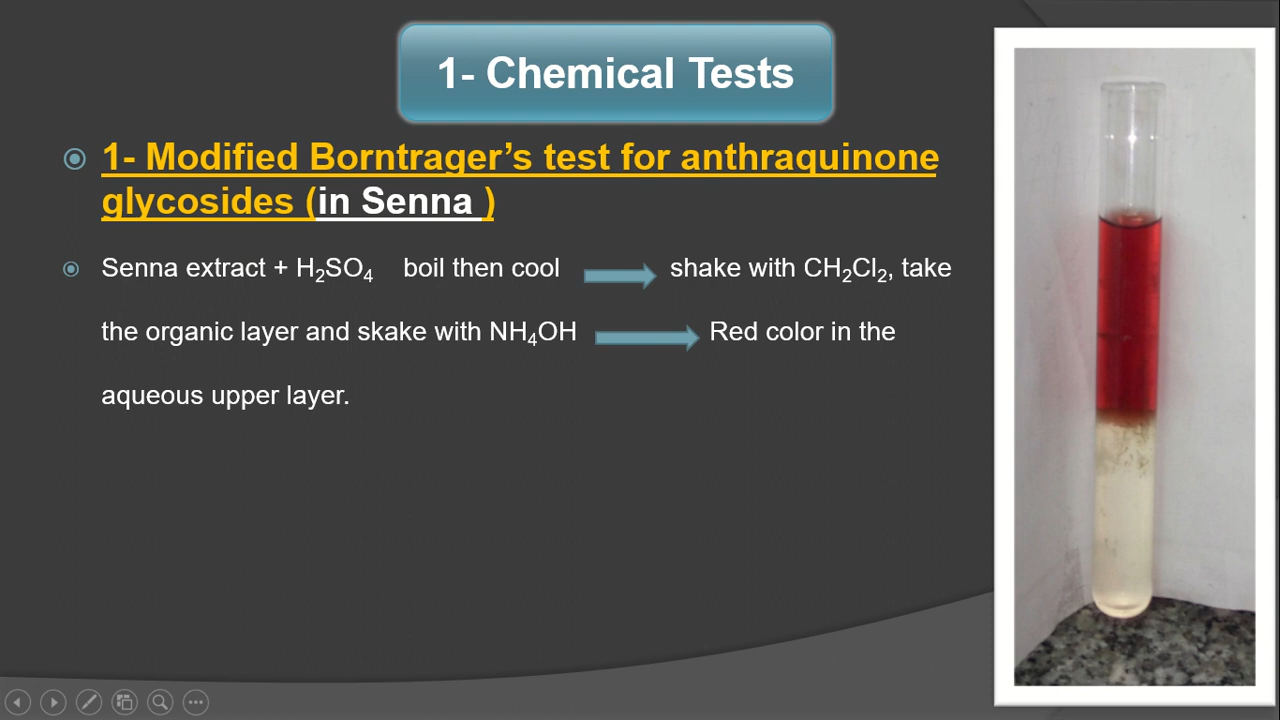 1- Chemical Tests
1- Modified Borntrager’s test for anthraquinone
glycosides (in Senna )
Senna extract + H₂SO₄ boil then cool shake with CH₂Cl₂, take
the organic layer and skake with NH₄OH Red color in the
aqueous upper layer.